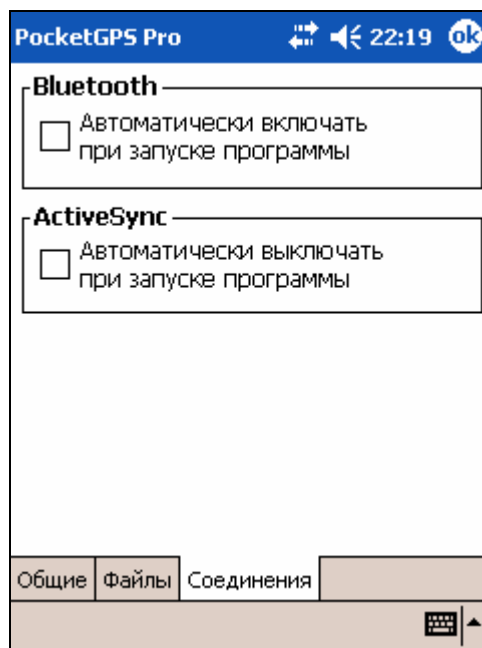 PocketGPS Pro 22:19 ok
Bluetooth
Автоматически включать
при запуске программы
ActiveSync
Автоматически выключать
при запуске программы
Общие Файлы Соединения